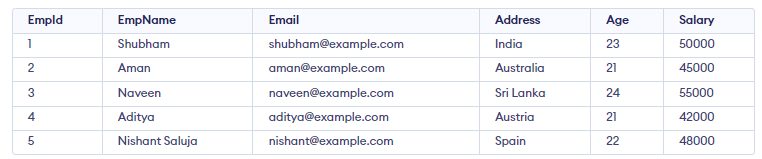 EmpId EmpName Email Address Age Salary
1 Shubham shubham@example.com India 23 50000
2 Aman aman@example.com Australia 21 45000
3 Naveen naveen@example.com Sri Lanka 24 55000
4 Aditya aditya@example.com Austria 21 42000
5 Nishant Saluja nishant@example.com Spain 22 48000